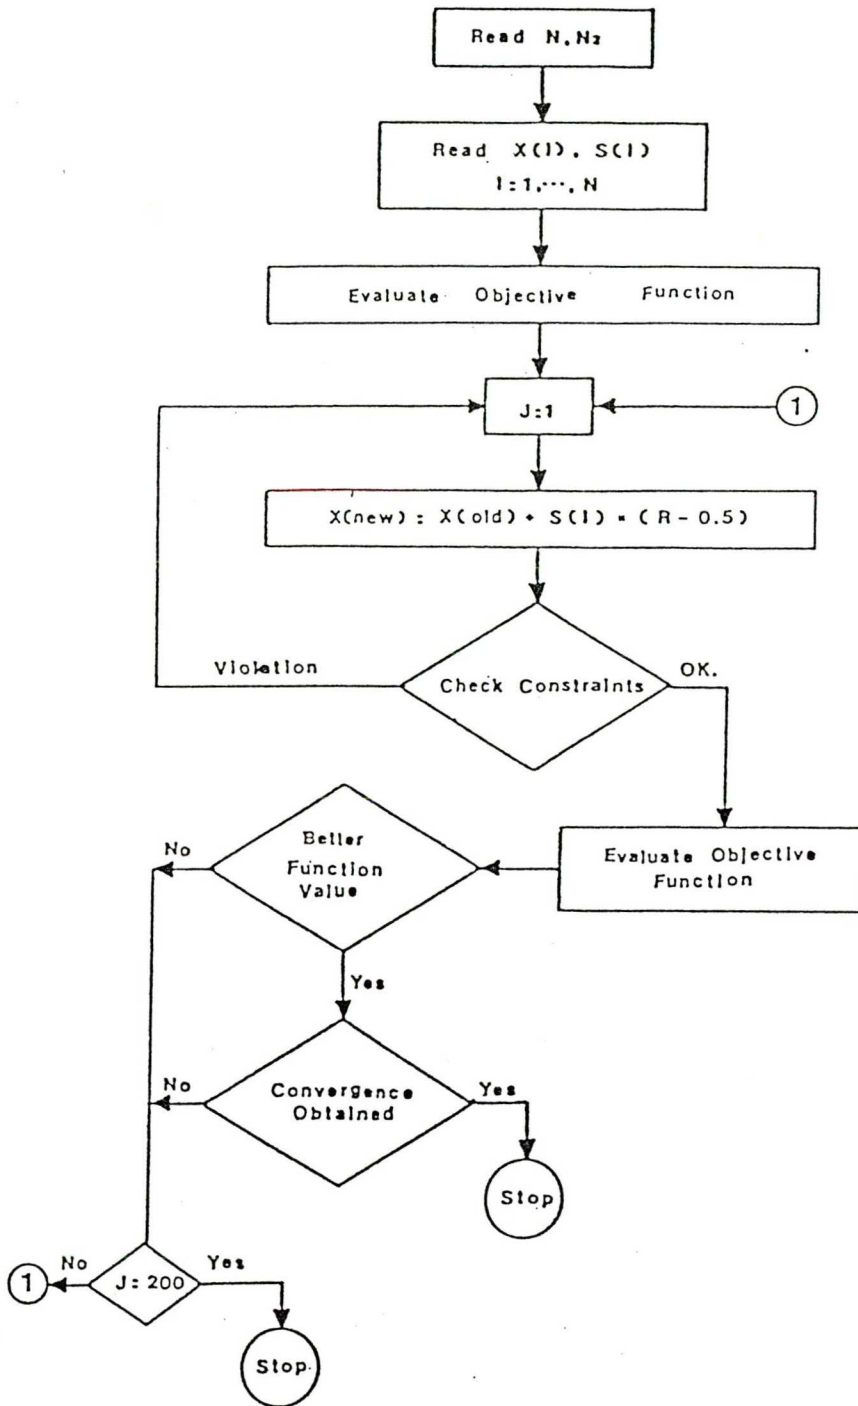 Read N, N₂
Read X(I), S(I)
I=1,···, N
Evaluate Objective Function
J=1
1
X(new) = X(old) + S(I) * (R - 0.5)
Check Constraints
Violation
OK.
Evaluate Objective
Function
Better
Function
Value
No
Yes
Convergence
Obtained
No
Yes
Stop
J=200
No
Yes
1
Stop